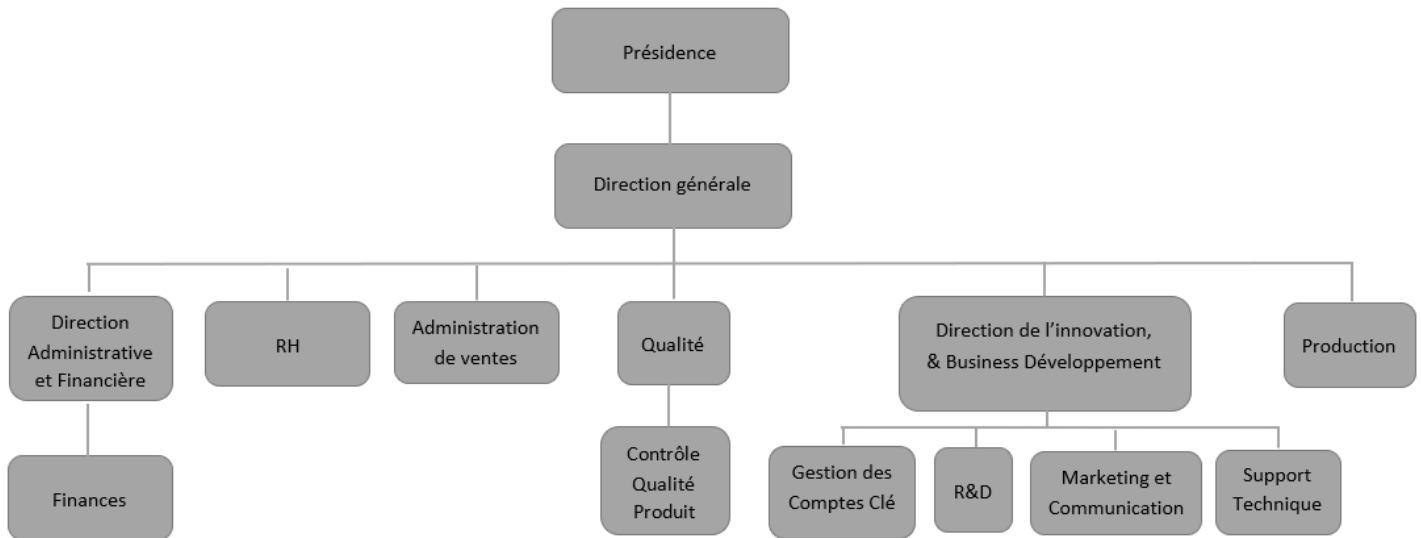 Présidence
Direction générale
Direction
Administrative
et Financière
RH
Administration
de ventes
Qualité
Direction de l'innovation,
& Business Développement
Production
Finances
Contrôle
Qualité
Produit
Gestion des
Comptes Clé
R&D
Marketing et
Communication
Support
Technique